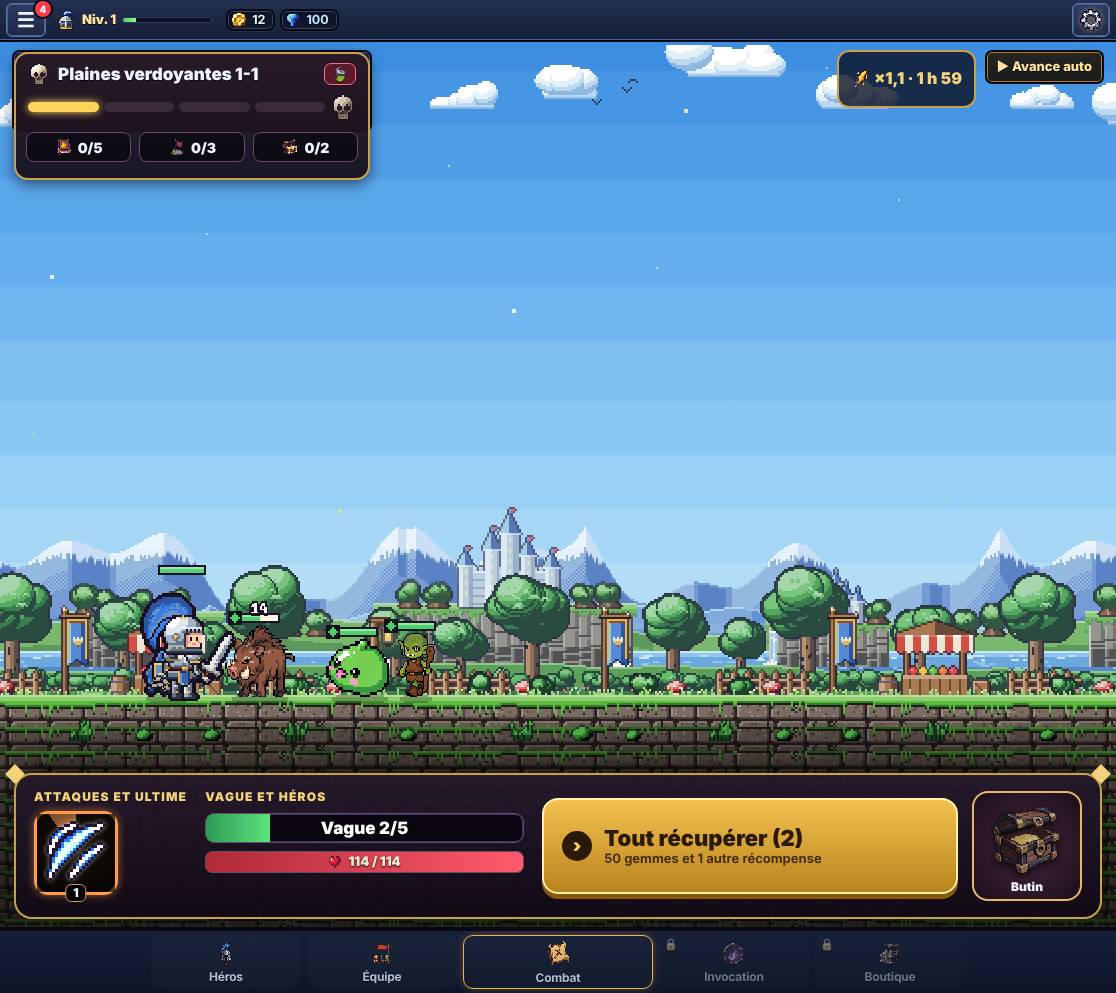 4
Niv. 1
12
100
Plaines verdoyantes 1-1
0/5
0/3
0/2
×1,1 · 1 h 59
▶ Avance auto
14
ATTAQUES ET ULTIME
1
VAGUE ET HÉROS
Vague 2/5
114 / 114
Tout récupérer (2)
50 gemmes et 1 autre récompense
Butin
Héros
Équipe
Combat
Invocation
Boutique